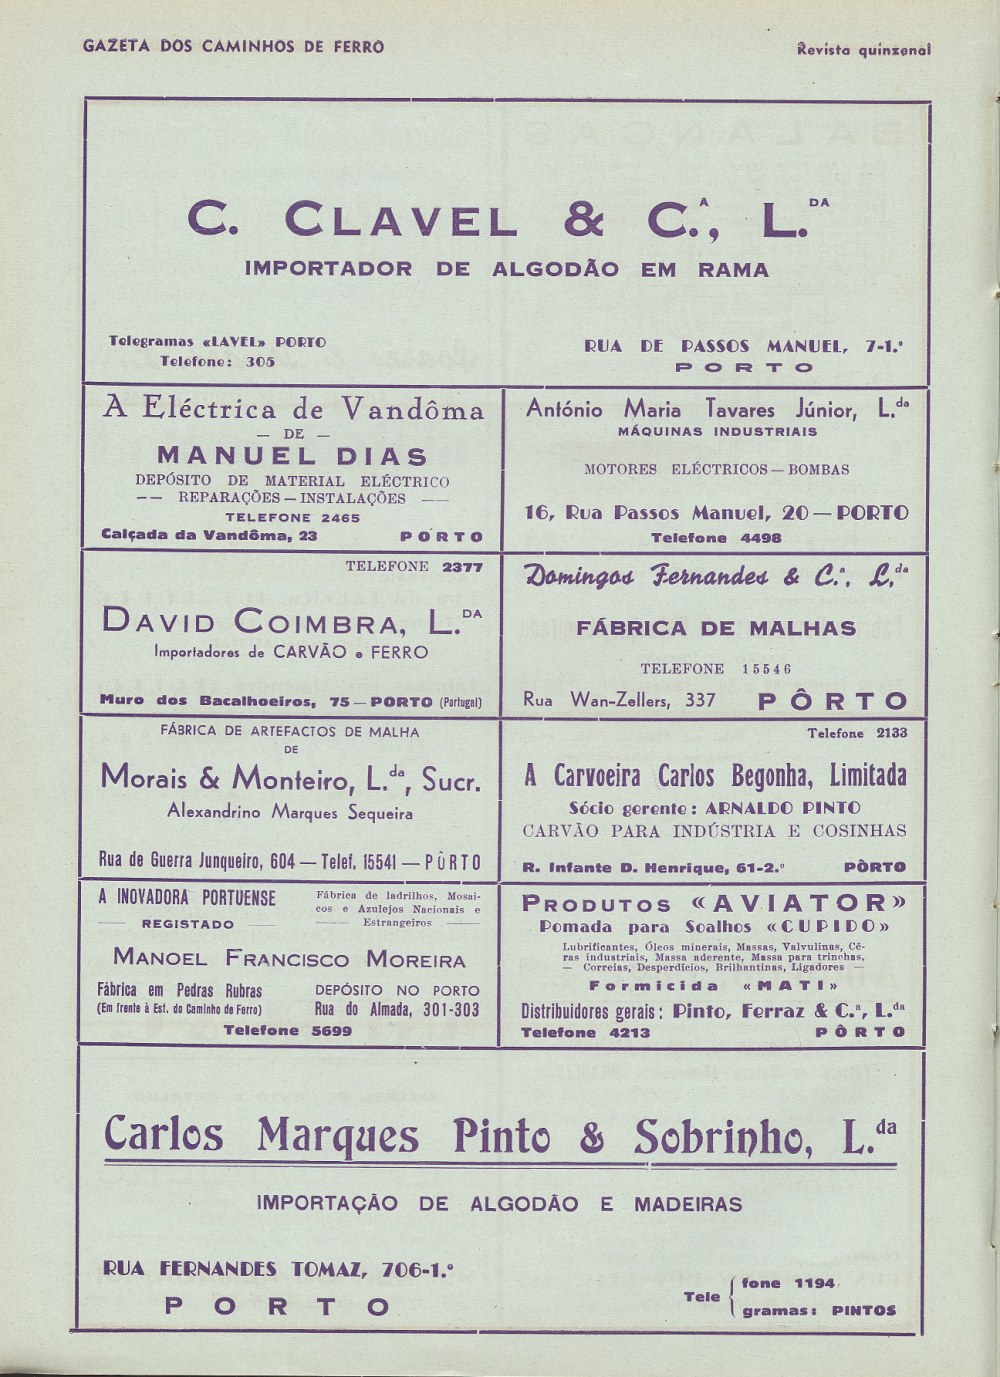 GAZETA DOS CAMINHOS DE FERRO
Revista quinzenal
C. CLAVEL & C.ᴬ, L.ᴰᴬ
IMPORTADOR DE ALGODÃO EM RAMA
Telegramas «LAVEL» PORTO
Telefone: 305
RUA DE PASSOS MANUEL, 7-1.º
PORTO
A Eléctrica de Vandôma
— DE —
MANUEL DIAS
DEPÓSITO DE MATERIAL ELÉCTRICO
—— REPARAÇÕES — INSTALAÇÕES ——
TELEFONE 2465
Calçada da Vandôma, 23 PORTO
António Maria Tavares Júnior, L.da
MÁQUINAS INDUSTRIAIS
MOTORES ELÉCTRICOS — BOMBAS
16, Rua Passos Manuel, 20 — PORTO
Telefone 4498
TELEFONE 2377
DAVID COIMBRA, L.DA
Importadores de CARVÃO e FERRO
Muro dos Bacalhoeiros, 75 — PORTO (Portugal)
Domingos Fernandes & C.ª, L.da
FÁBRICA DE MALHAS
TELEFONE 15546
Rua Wan-Zellers, 337 PÔRTO
FÁBRICA DE ARTEFACTOS DE MALHA
DE
Morais & Monteiro, L.da, Sucr.
Alexandrino Marques Sequeira
Rua de Guerra Junqueiro, 604 — Telef. 15541 — PÔRTO
Telefone 2133
A Carvoeira Carlos Begonha, Limitada
Sócio gerente: ARNALDO PINTO
CARVÃO PARA INDÚSTRIA E COSINHAS
R. Infante D. Henrique, 61-2.º PÔRTO
A INOVADORA PORTUENSE
—— REGISTADO ——
Fábrica de ladrilhos, Mosai-
cos e Azulejos Nacionais e
—— Estrangeiros ——
MANOEL FRANCISCO MOREIRA
Fábrica em Pedras Rubras
(Em frente à Est. do Caminho de Ferro)
DEPÓSITO NO PORTO
Rua do Almada, 301-303
Telefone 5699
PRODUTOS «AVIATOR»
Pomada para Soalhos «CUPIDO»
Lubrificantes, Óleos minerais, Massas, Valvulinas, Cê-
ras industriais, Massa aderente, Massa para trinchas,
— Correias, Desperdícios, Brilhantinas, Ligadores —
Formicida «MATI»
Distribuidores gerais: Pinto, Ferraz & C.ª, L.da
Telefone 4213 PÔRTO
Carlos Marques Pinto & Sobrinho, L.da
IMPORTAÇÃO DE ALGODÃO E MADEIRAS
RUA FERNANDES TOMAZ, 706-1.º
PORTO
Tele { fone 1194
gramas: PINTOS